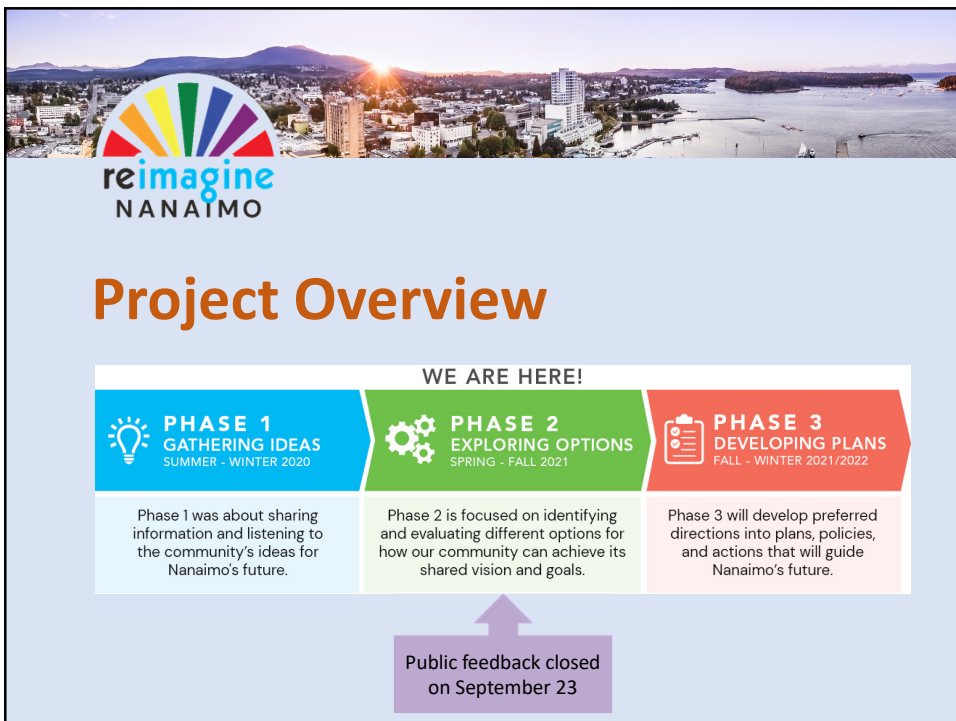 reimagine
NANAIMO
Project Overview
WE ARE HERE!
PHASE 1
GATHERING IDEAS
SUMMER - WINTER 2020
Phase 1 was about sharing
information and listening to
the community's ideas for
Nanaimo's future.
PHASE 2
EXPLORING OPTIONS
SPRING - FALL 2021
Phase 2 is focused on identifying
and evaluating different options for
how our community can achieve its
shared vision and goals.
PHASE 3
DEVELOPING PLANS
FALL - WINTER 2021/2022
Phase 3 will develop preferred
directions into plans, policies,
and actions that will guide
Nanaimo's future.
Public feedback closed
on September 23